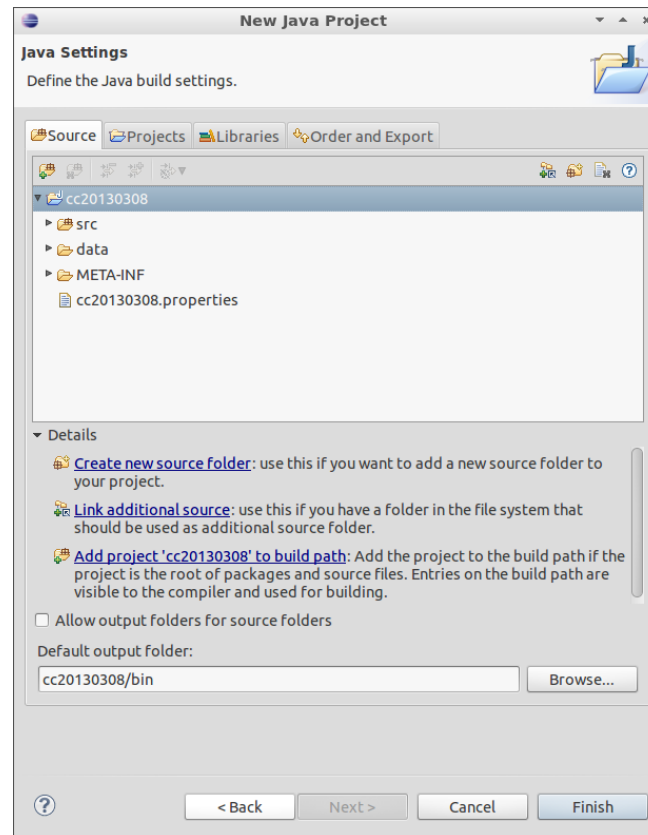 New Java Project
Java Settings
Define the Java build settings.
Source Projects Libraries Order and Export
cc20130308
src
data
META-INF
cc20130308.properties
Details
Create new source folder: use this if you want to add a new source folder to
your project.
Link additional source: use this if you have a folder in the file system that
should be used as additional source folder.
Add project 'cc20130308' to build path: Add the project to the build path if the
project is the root of packages and source files. Entries on the build path are
visible to the compiler and used for building.
Allow output folders for source folders
Default output folder:
cc20130308/bin
Browse...
< Back Next > Cancel Finish